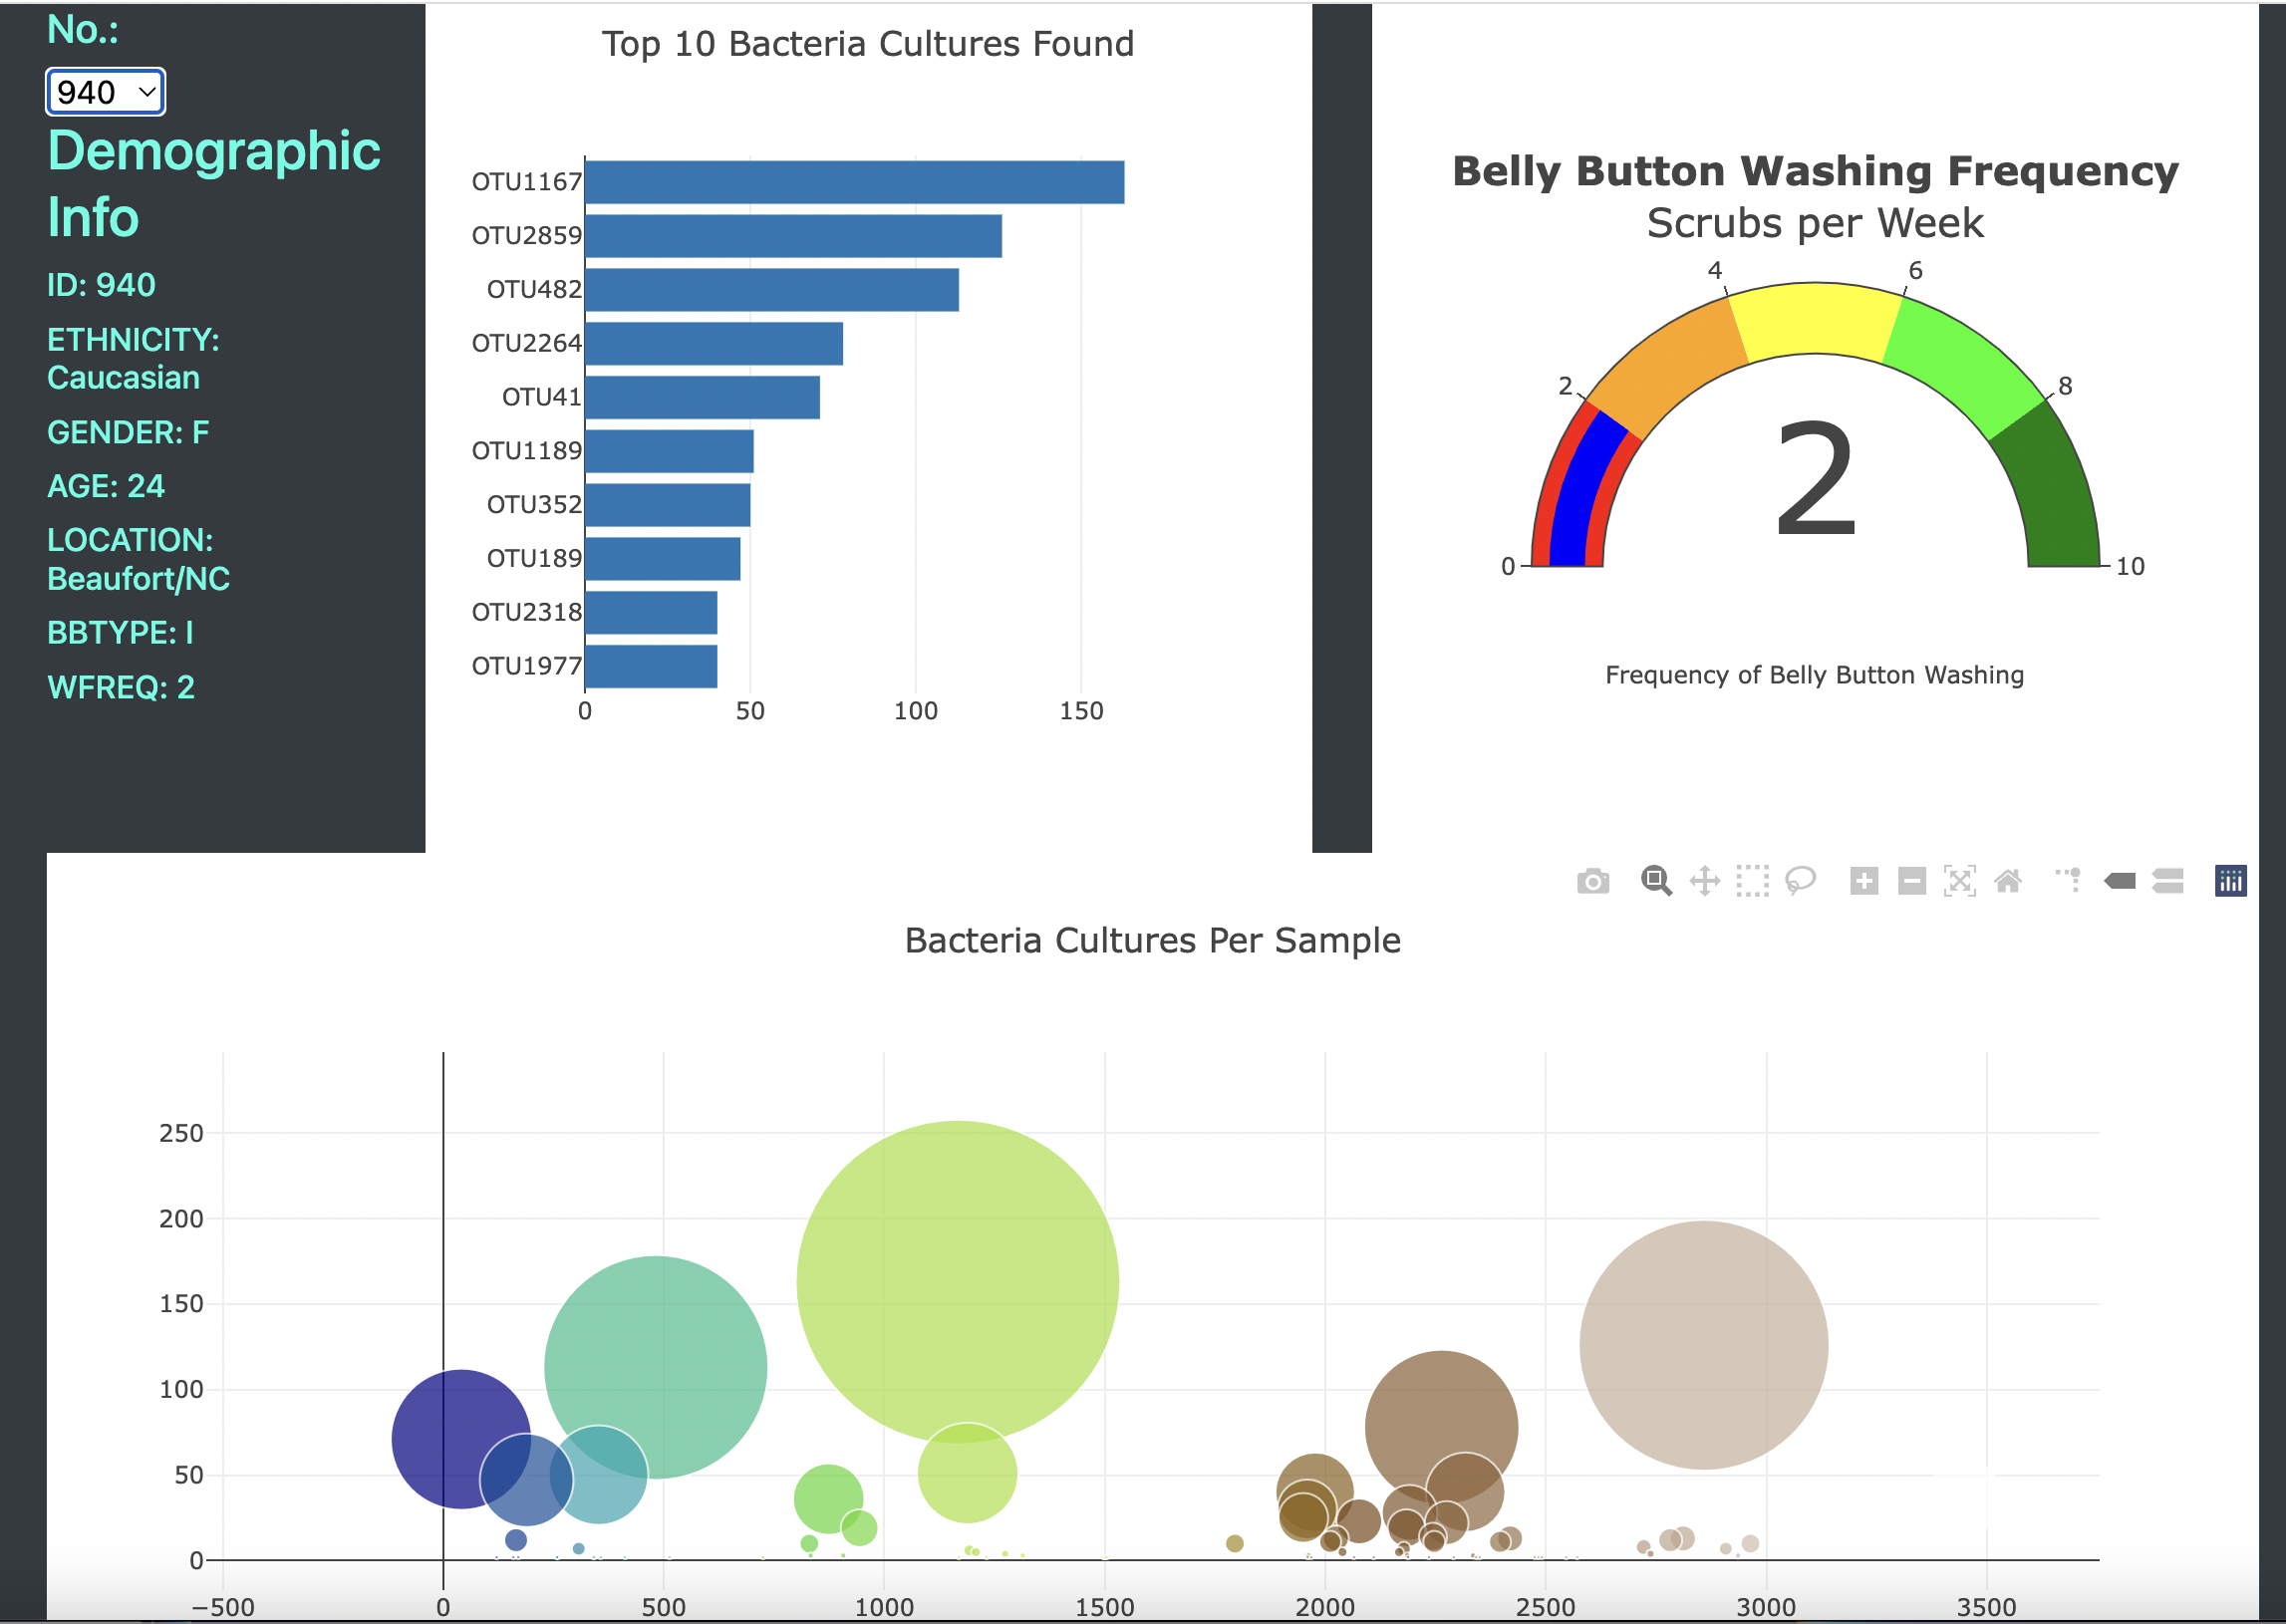 No.:
940
Demographic
Info
ID: 940
ETHNICITY:
Caucasian
GENDER: F
AGE: 24
LOCATION:
Beaufort/NC
BBTYPE: I
WFREQ: 2
Top 10 Bacteria Cultures Found
OTU1167
OTU2859
OTU482
OTU2264
OTU41
OTU1189
OTU352
OTU189
OTU2318
OTU1977
0 50 100 150
Belly Button Washing Frequency
Scrubs per Week
4 6
2 8
2
0 10
Frequency of Belly Button Washing
Bacteria Cultures Per Sample
250
200
150
100
50
0
−500 0 500 1000 1500 2000 2500 3000 3500